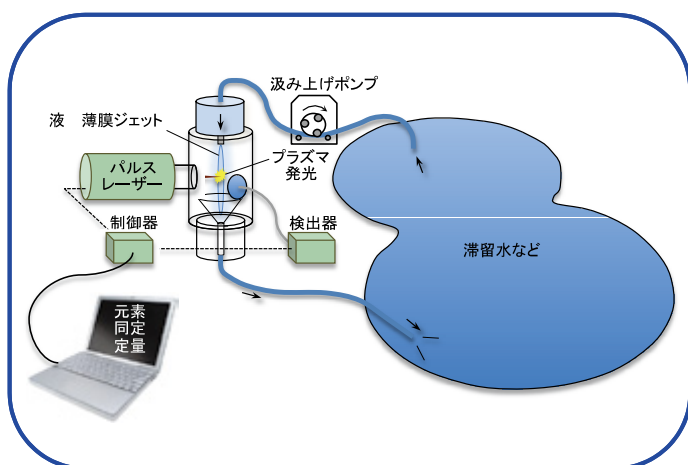 汲み上げポンプ
液　薄膜ジェット
プラズマ
発光
パルス
レーザー
制御器
検出器
滞留水など
元素
同定
定量